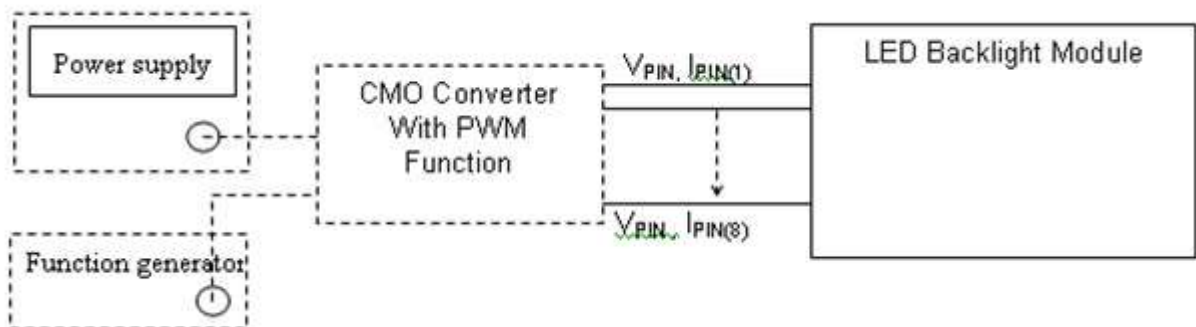 Power supply
CMO Converter
With PWM
Function
Function generator
VPIN, IPIN(1)
VPIN, IPIN(8)
LED Backlight Module